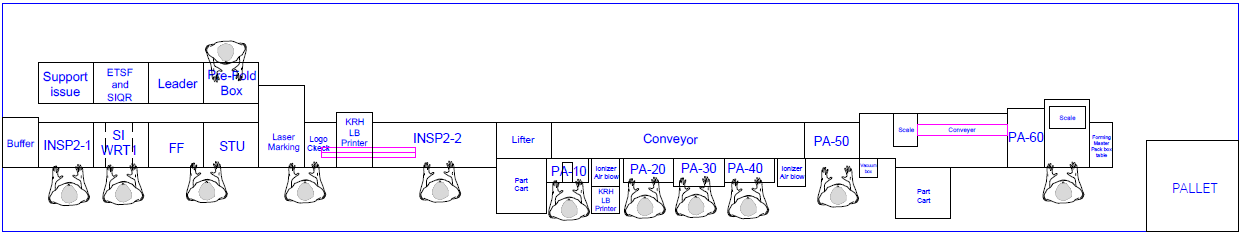 Support
issue
ETSF
and
SIQR
Leader
Pre-Fold
Box
Buffer
INSP2-1
SI
WRT1
FF
STU
Laser
Marking
Logo
Ckeck
KRH
LB
Printer
INSP2-2
Lifter
Conveyor
PA-50
Scale
Conveyer
PA-60
Scale
Forming
Master
Pack box
table
Part
Cart
PA-10
Ionizer
Air blow
KRH
LB
Printer
PA-20
PA-30
PA-40
Ionizer
Air blow
Vacuum
box
Part
Cart
PALLET